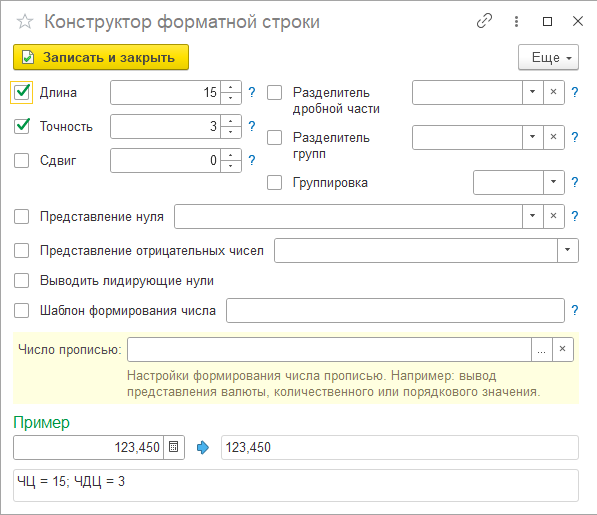 Конструктор форматной строки
Записать и закрыть
Еще
Длина 15 ? Разделитель дробной части ?
Точность 3 ? Разделитель групп ?
Сдвиг 0 ? Группировка ?
Представление нуля ?
Представление отрицательных чисел
Выводить лидирующие нули
Шаблон формирования числа ?
Число прописью: ...
Настройки формирования числа прописью. Например: вывод
представления валюты, количественного или порядкового значения.
Пример
123,450 123,450
ЧЦ = 15; ЧДЦ = 3